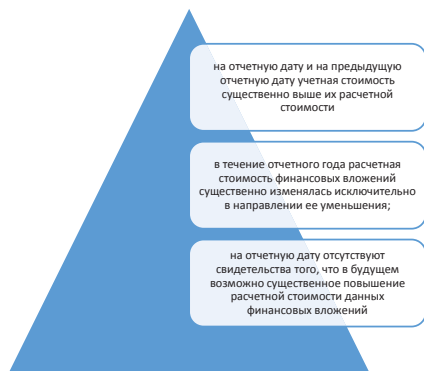 на отчетную дату и на предыдущую
отчетную дату учетная стоимость
существенно выше их расчетной
стоимости
в течение отчетного года расчетная
стоимость финансовых вложений
существенно изменялась исключительно
в направлении ее уменьшения;
на отчетную дату отсутствуют
свидетельства того, что в будущем
возможно существенное повышение
расчетной стоимости данных
финансовых вложений